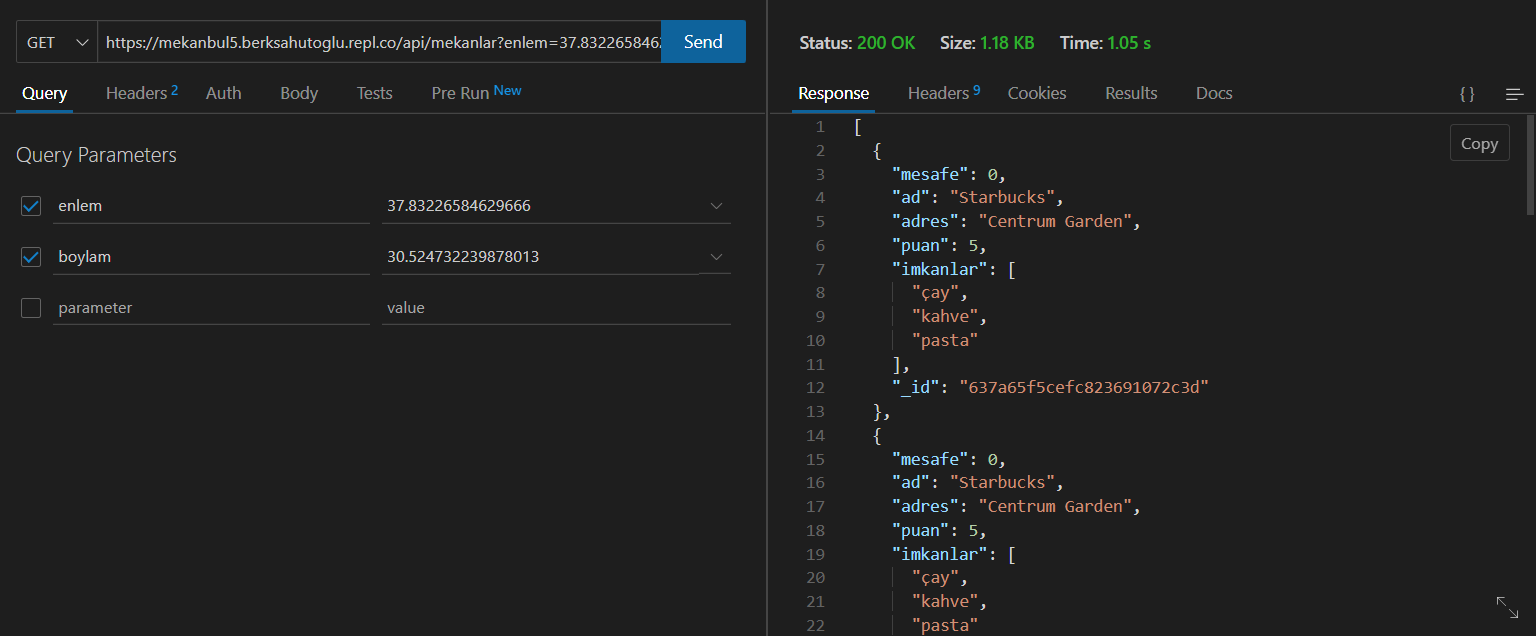 GET https://mekanbul5.berksahutoglu.repl.co/api/mekanlar?enlem=37.8322658462 Send
Query Headers 2 Auth Body Tests Pre Run New
Query Parameters
enlem 37.83226584629666
boylam 30.524732239878013
parameter value
Status: 200 OK Size: 1.18 KB Time: 1.05 s
Response Headers 9 Cookies Results Docs { }
Copy
1 [
2 {
3 "mesafe": 0,
4 "ad": "Starbucks",
5 "adres": "Centrum Garden",
6 "puan": 5,
7 "imkanlar": [
8 "çay",
9 "kahve",
10 "pasta"
11 ],
12 "_id": "637a65f5cefc823691072c3d"
13 },
14 {
15 "mesafe": 0,
16 "ad": "Starbucks",
17 "adres": "Centrum Garden",
18 "puan": 5,
19 "imkanlar": [
20 "çay",
21 "kahve",
22 "pasta"